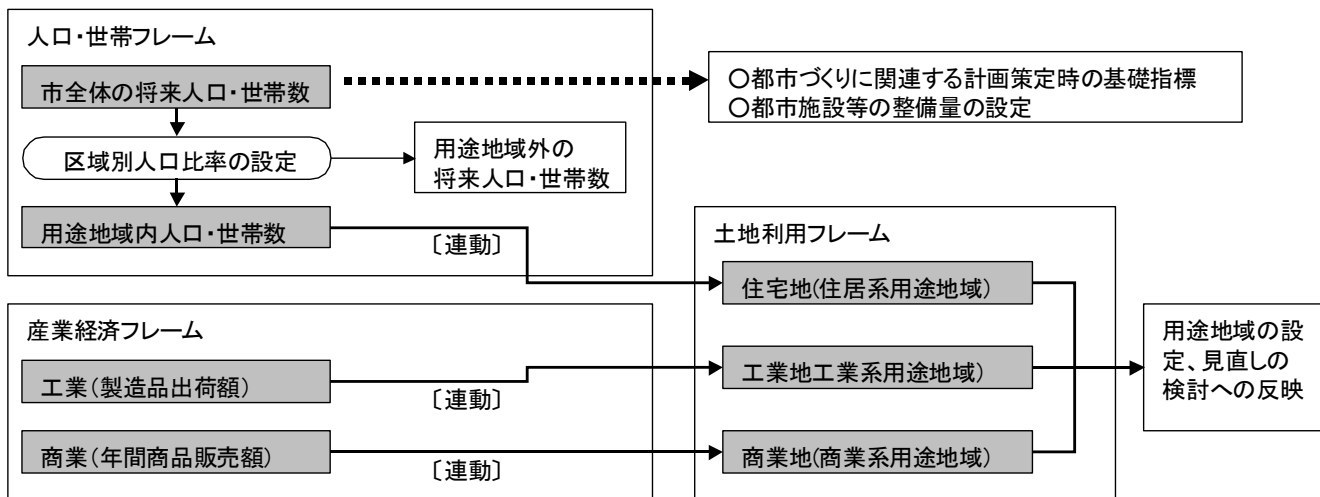 人口・世帯フレーム
市全体の将来人口・世帯数
○都市づくりに関連する計画策定時の基礎指標
○都市施設等の整備量の設定
区域別人口比率の設定
用途地域外の
将来人口・世帯数
用途地域内人口・世帯数
〔連動〕
土地利用フレーム
住宅地(住居系用途地域)
産業経済フレーム
工業(製造品出荷額)
〔連動〕
工業地工業系用途地域)
商業(年間商品販売額)
〔連動〕
商業地(商業系用途地域)
用途地域の設
定、見直しの
検討への反映